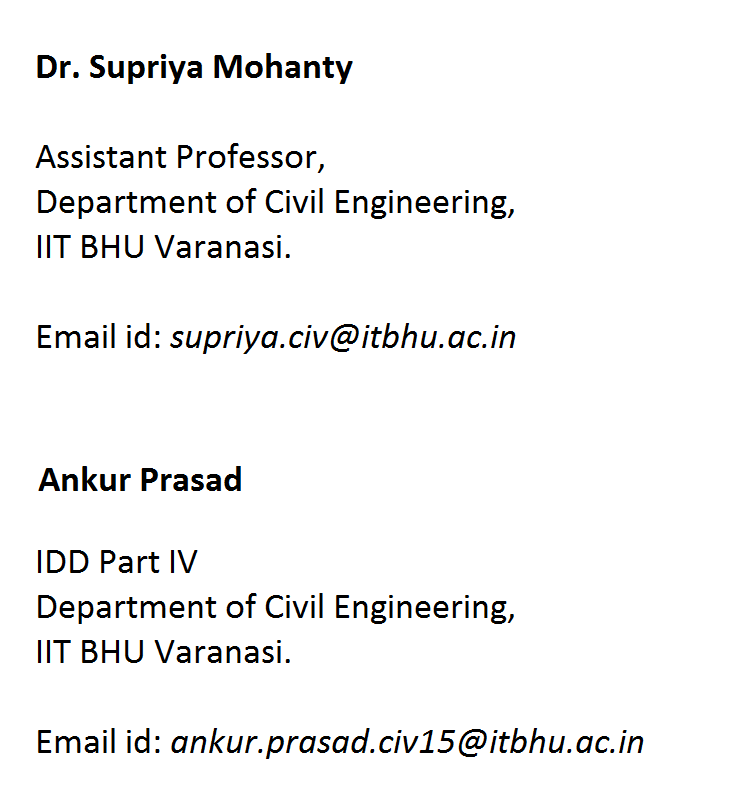 Dr. Supriya Mohanty
Assistant Professor,
Department of Civil Engineering,
IIT BHU Varanasi.
Email id: supriya.civ@itbhu.ac.in
Ankur Prasad
IDD Part IV
Department of Civil Engineering,
IIT BHU Varanasi.
Email id: ankur.prasad.civ15@itbhu.ac.in